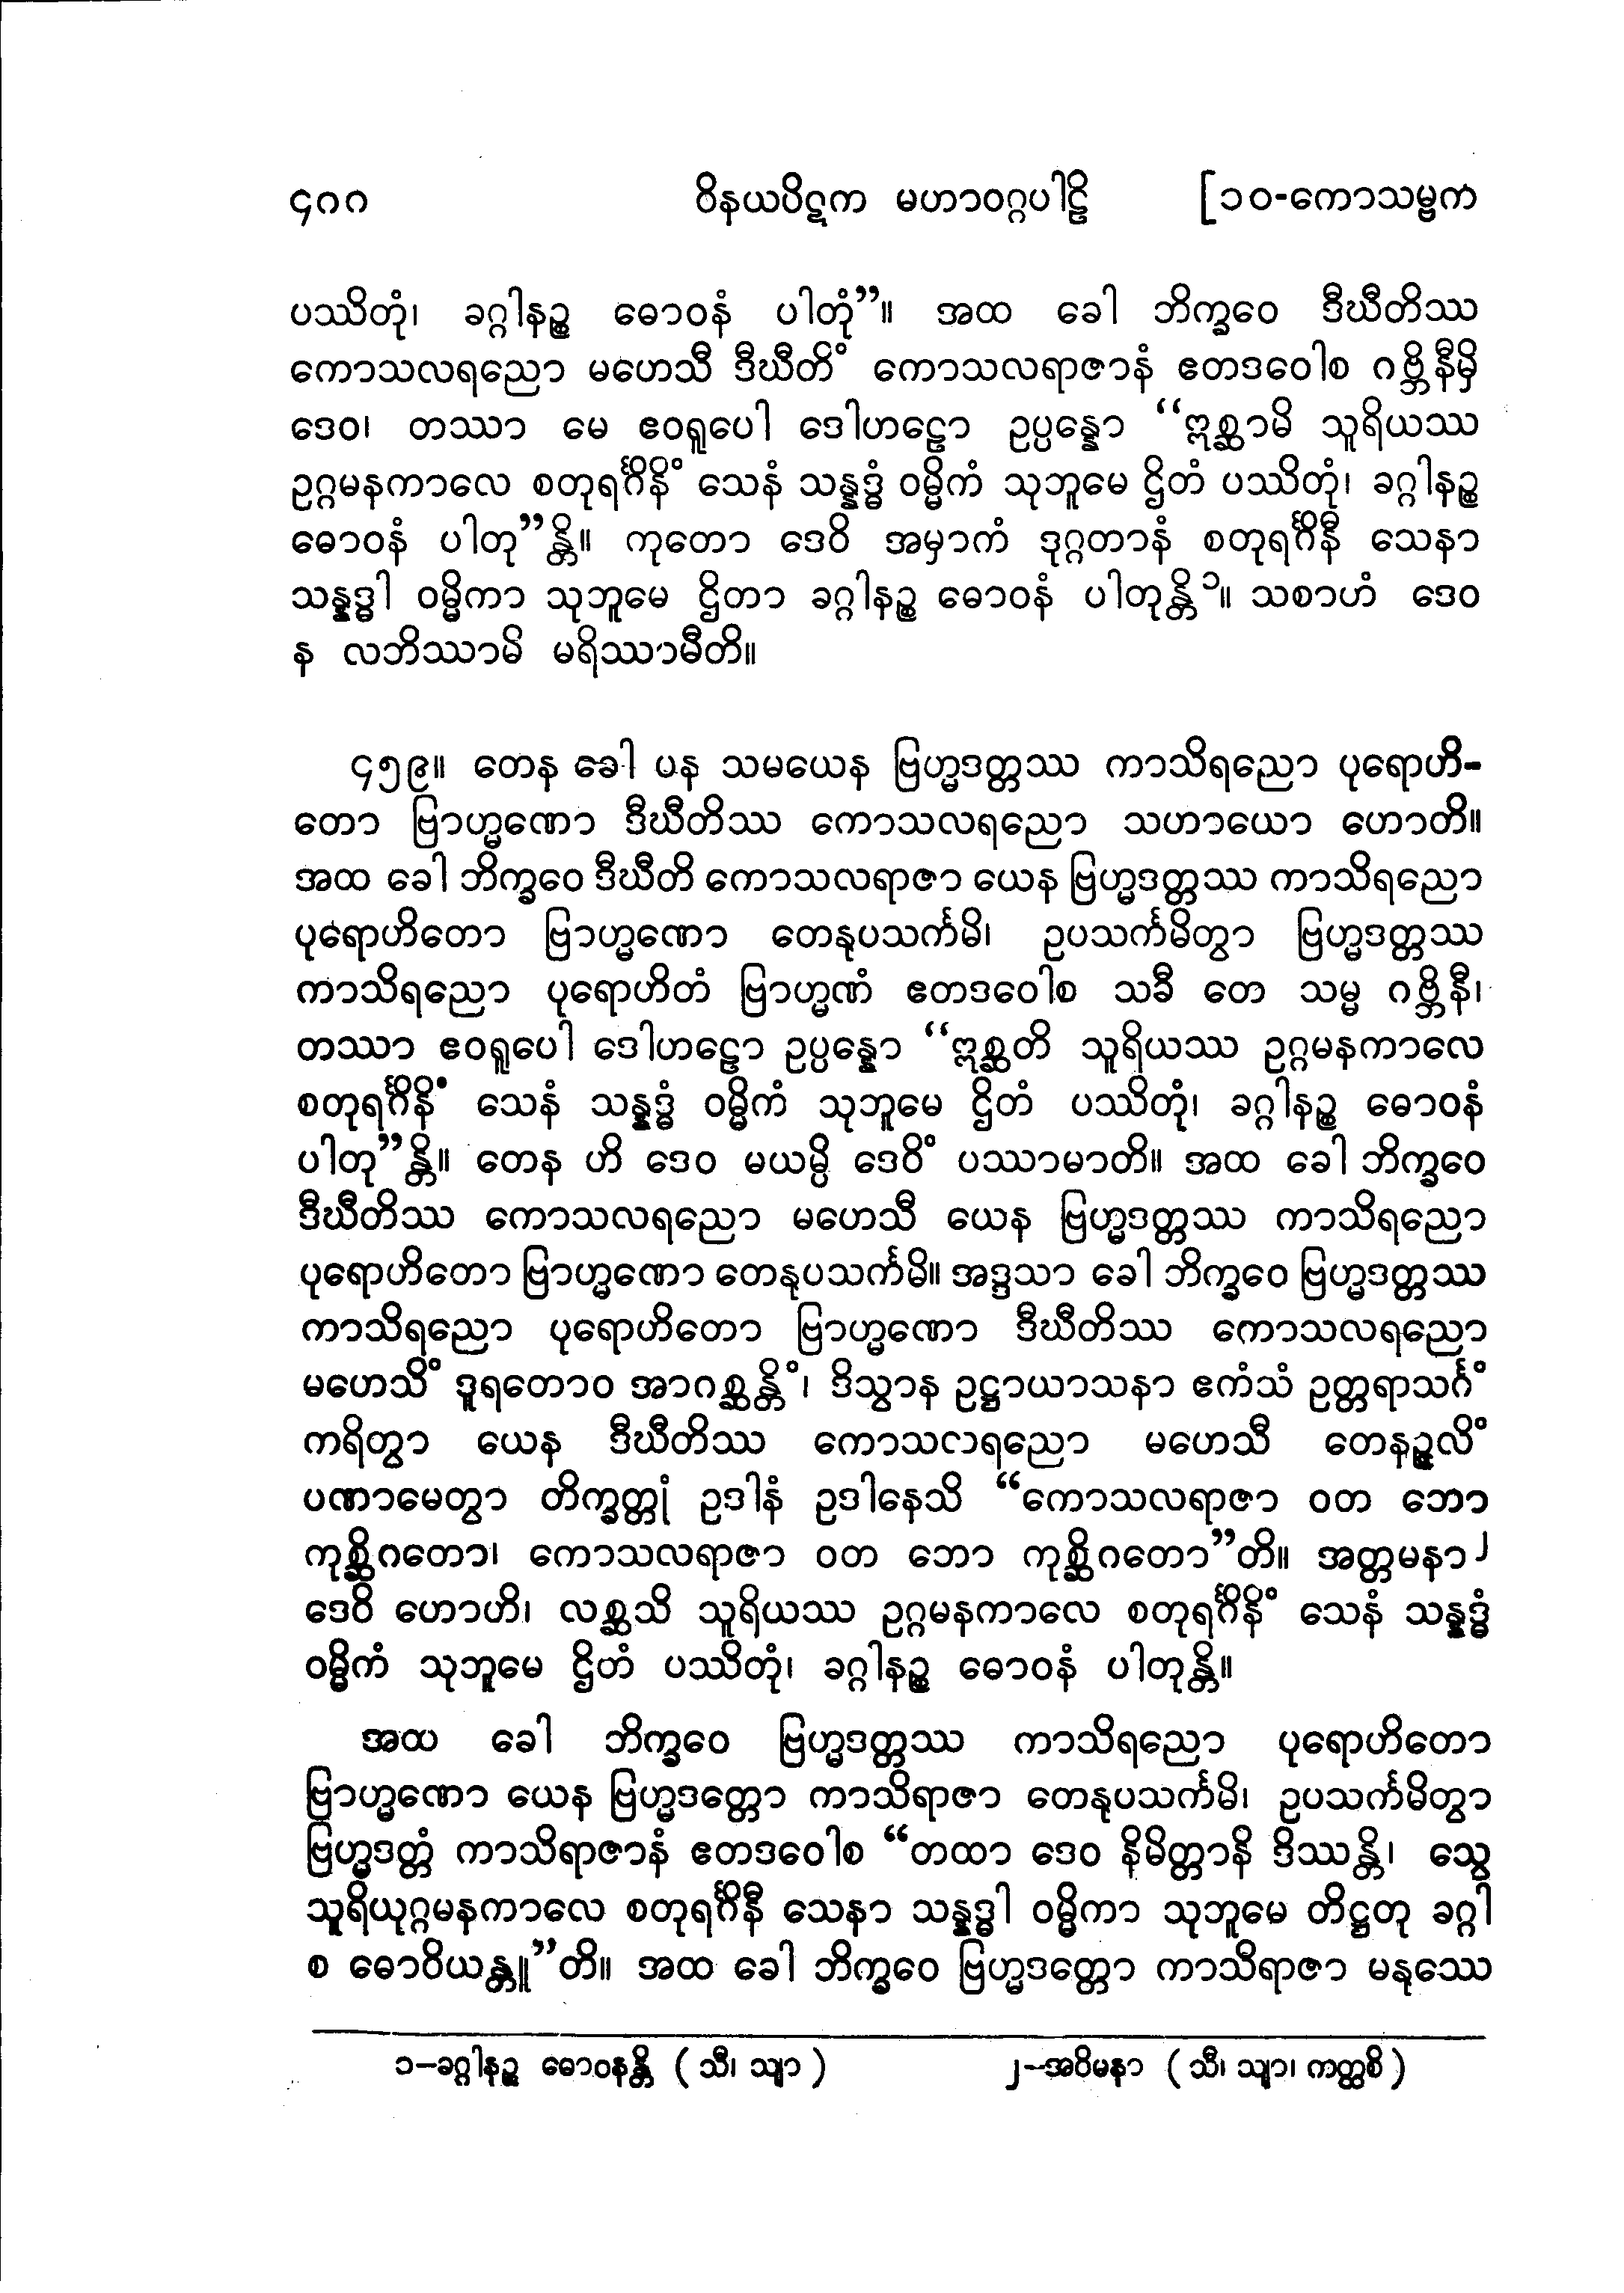 ၄၈၈ ဝိနယပိဋက မဟာဝဂ္ဂပါဠိ [၁၀-ကောသမ္ဗက
ပဿိတုံ၊ ခဂ္ဂါနဉ္စ ဓောဝနံ ပါတုံ”။ အထ ခေါ ဘိက္ခဝေ ဒီဃီတိဿ
ကောသလရညော မဟေသီ ဒီဃီတိံ ကောသလရာဇာနံ ဧတဒဝေါစ ဂဗ္ဘိနီမှိ
ဒေဝ၊ တဿာ မေ ဧဝရူပေါ ဒေါဟဠော ဥပ္ပန္နော “ဣစ္ဆာမိ သူရိယဿ
ဥဂ္ဂမနကာလေ စတုရင်္ဂိနိံ သေနံ သန္နဒ္ဓံ ဝမ္မိကံ သုဘူမေ ဌိတံ ပဿိတုံ၊ ခဂ္ဂါနဉ္စ
ဓောဝနံ ပါတု”န္တိ။ ကုတော ဒေဝိ အမှာကံ ဒုဂ္ဂတာနံ စတုရင်္ဂိနီ သေနာ
သန္နဒ္ဓါ ဝမ္မိကာ သုဘူမေ ဌိတာ ခဂ္ဂါနဉ္စ ဓောဝနံ ပါတုန္တိ၁။ သစာဟံ ဒေဝ
န လဘိဿာမိ မရိဿာမီတိ။
၄၅၉။ တေန ခေါ ပန သမယေန ဗြဟ္မဒတ္တဿ ကာသိရညော ပုရောဟိ-
တော ဗြာဟ္မဏော ဒီဃီတိဿ ကောသလရညော သဟာယော ဟောတိ။
အထ ခေါ ဘိက္ခဝေ ဒီဃီတိ ကောသလရာဇာ ယေန ဗြဟ္မဒတ္တဿ ကာသိရညော
ပုရောဟိတော ဗြာဟ္မဏော တေနုပသင်္ကမိ၊ ဥပသင်္ကမိတွာ ဗြဟ္မဒတ္တဿ
ကာသိရညော ပုရောဟိတံ ဗြာဟ္မဏံ ဧတဒဝေါစ သခီ တေ သမ္မ ဂဗ္ဘိနီ၊
တဿာ ဧဝရူပေါ ဒေါဟဠော ဥပ္ပန္နော “ဣစ္ဆတိ သူရိယဿ ဥဂ္ဂမနကာလေ
စတုရင်္ဂိနိံ သေနံ သန္နဒ္ဓံ ဝမ္မိကံ သုဘူမေ ဌိတံ ပဿိတုံ၊ ခဂ္ဂါနဉ္စ ဓောဝနံ
ပါတု”န္တိ။ တေန ဟိ ဒေဝ မယမ္ပိ ဒေဝိံ ပဿာမာတိ။ အထ ခေါ ဘိက္ခဝေ
ဒီဃီတိဿ ကောသလရညော မဟေသီ ယေန ဗြဟ္မဒတ္တဿ ကာသိရညော
ပုရောဟိတော ဗြာဟ္မဏော တေနုပသင်္ကမိ။ အဒ္ဒသာ ခေါ ဘိက္ခဝေ ဗြဟ္မဒတ္တဿ
ကာသိရညော ပုရောဟိတော ဗြာဟ္မဏော ဒီဃီတိဿ ကောသလရညော
မဟေသိံ ဒူရတောဝ အာဂစ္ဆန္တိံ၊ ဒိသွာန ဥဋ္ဌာယာသနာ ဧကံသံ ဥတ္တရာသင်္ဂံ
ကရိတွာ ယေန ဒီဃီတိဿ ကောသလရညော မဟေသီ တေနဉ္ဇလိံ
ပဏာမေတွာ တိက္ခတ္တုံ ဥဒါနံ ဥဒါနေသိ “ကောသလရာဇာ ဝတ ဘော
ကုစ္ဆိဂတော၊ ကောသလရာဇာ ဝတ ဘော ကုစ္ဆိဂတော”တိ။ အတ္တမနာ၂
ဒေဝိ ဟောဟိ၊ လစ္ဆသိ သူရိယဿ ဥဂ္ဂမနကာလေ စတုရင်္ဂိနိံ သေနံ သန္နဒ္ဓံ
ဝမ္မိကံ သုဘူမေ ဌိတံ ပဿိတုံ၊ ခဂ္ဂါနဉ္စ ဓောဝနံ ပါတုန္တိ။
အထ ခေါ ဘိက္ခဝေ ဗြဟ္မဒတ္တဿ ကာသိရညော ပုရောဟိတော
ဗြာဟ္မဏော ယေန ဗြဟ္မဒတ္တော ကာသိရာဇာ တေနုပသင်္ကမိ၊ ဥပသင်္ကမိတွာ
ဗြဟ္မဒတ္တံ ကာသိရာဇာနံ ဧတဒဝေါစ “တထာ ဒေဝ နိမိတ္တာနိ ဒိဿန္တိ၊ သွေ
သူရိယုဂ္ဂမနကာလေ စတုရင်္ဂိနီ သေနာ သန္နဒ္ဓါ ဝမ္မိကာ သုဘူမေ တိဋ္ဌတု ခဂ္ဂါ
စ ဓောဝိယန္တူ”တိ။ အထ ခေါ ဘိက္ခဝေ ဗြဟ္မဒတ္တော ကာသိရာဇာ မနုဿေ
၁–ခဂ္ဂါနဉ္စ ဓောဝနန္တိ (သီ၊ သျာ) ၂–အဝိမနာ (သီ၊ သျာ၊ ကတ္ထစိ)